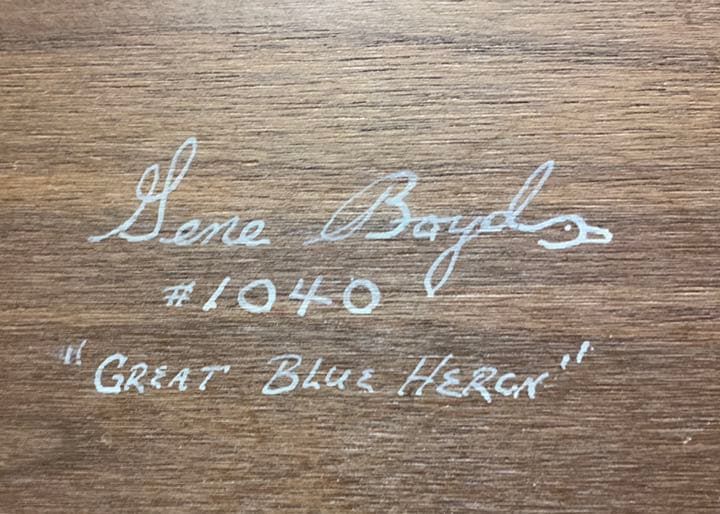 Gene Boyd
#1040
"GREAT BLUE HERON"